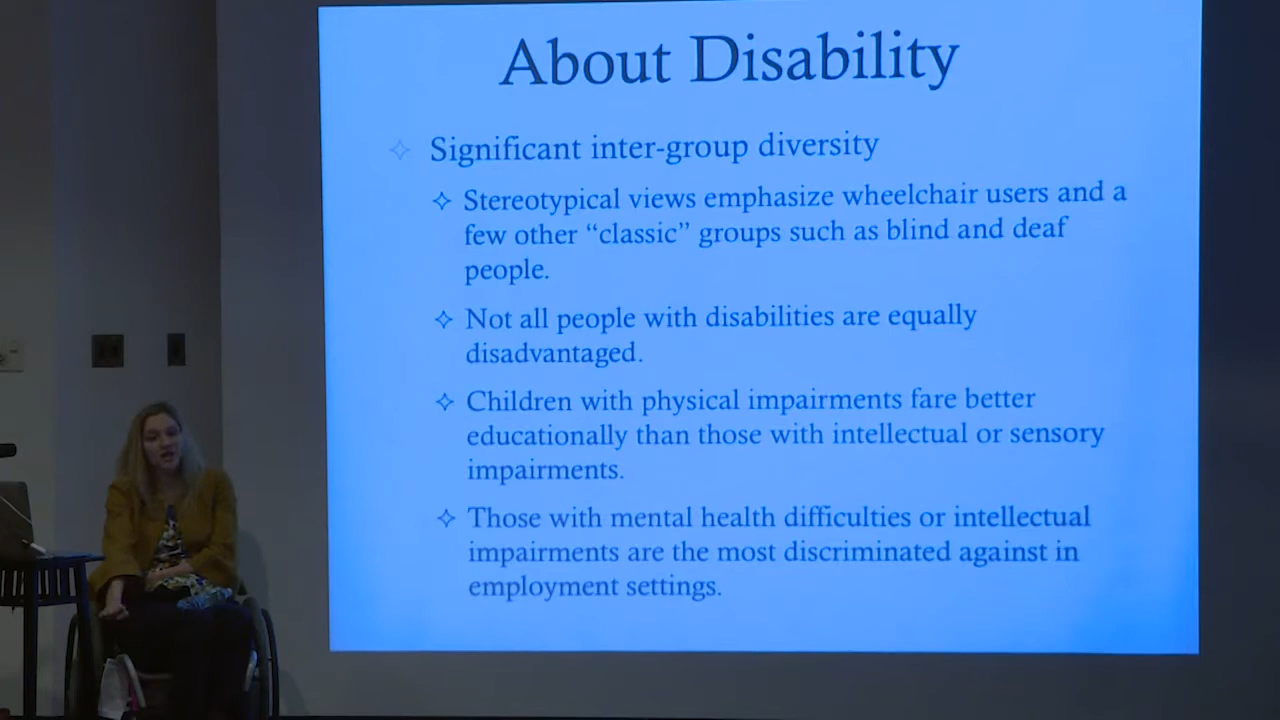 About Disability
Significant inter-group diversity
Stereotypical views emphasize wheelchair users and a
few other “classic” groups such as blind and deaf
people.
Not all people with disabilities are equally
disadvantaged.
Children with physical impairments fare better
educationally than those with intellectual or sensory
impairments.
Those with mental health difficulties or intellectual
impairments are the most discriminated against in
employment settings.